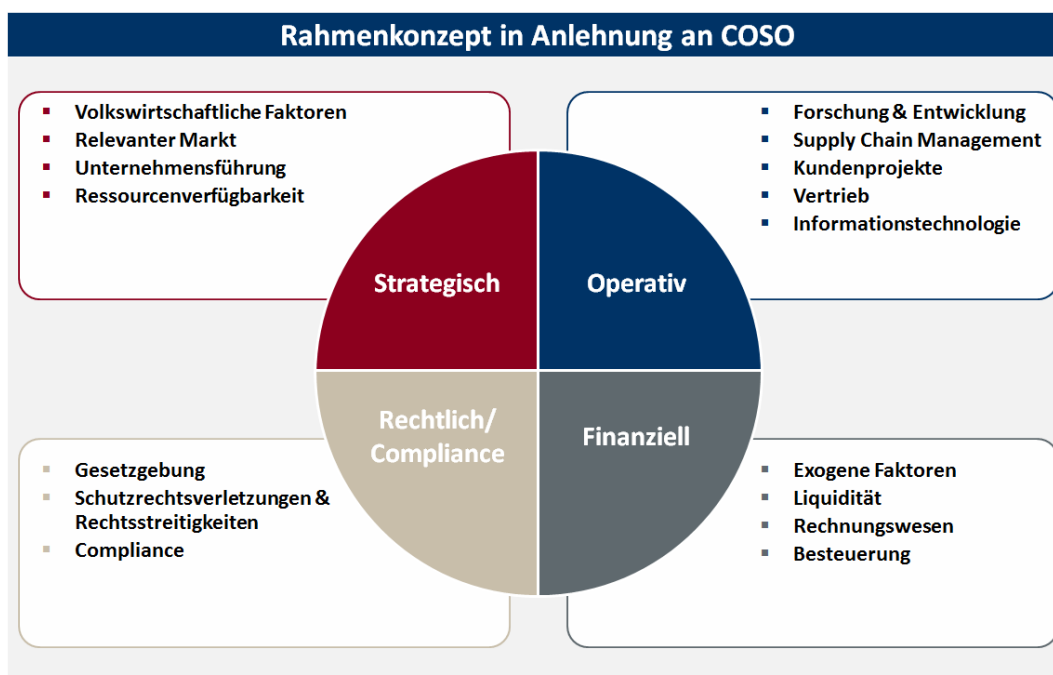 Rahmenkonzept in Anlehnung an COSO
Volkswirtschaftliche Faktoren
Relevanter Markt
Unternehmensführung
Ressourcenverfügbarkeit
Forschung & Entwicklung
Supply Chain Management
Kundenprojekte
Vertrieb
Informationstechnologie
Strategisch
Operativ
Rechtlich/
Compliance
Finanziell
Gesetzgebung
Schutzrechtsverletzungen &
Rechtsstreitigkeiten
Compliance
Exogene Faktoren
Liquidität
Rechnungswesen
Besteuerung